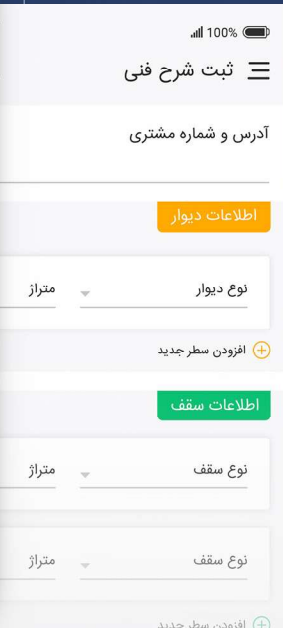 100%
ثبت شرح فنی
آدرس و شماره مشتری
اطلاعات دیوار
نوع دیوار
متراژ
افزودن سطر جدید
اطلاعات سقف
نوع سقف
متراژ
نوع سقف
متراژ
افزودن سطر جدید